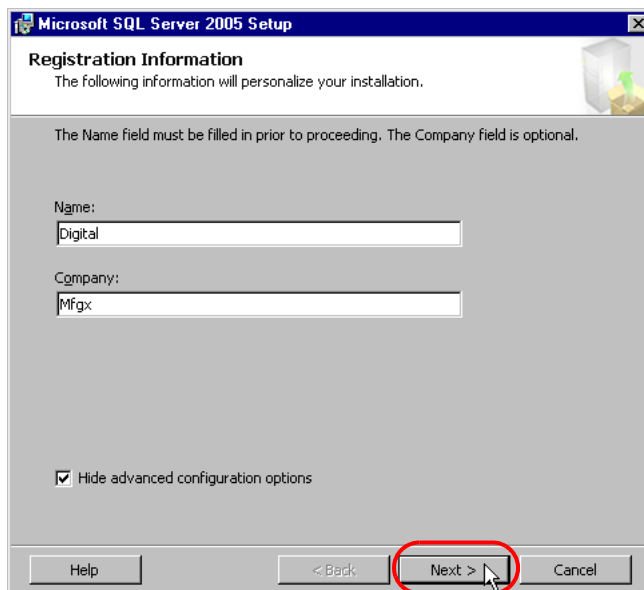 Microsoft SQL Server 2005 Setup
Registration Information
The following information will personalize your installation.
The Name field must be filled in prior to proceeding. The Company field is optional.
Name:
Digital
Company:
Mfgx
Hide advanced configuration options
Help
< Back
Next >
Cancel